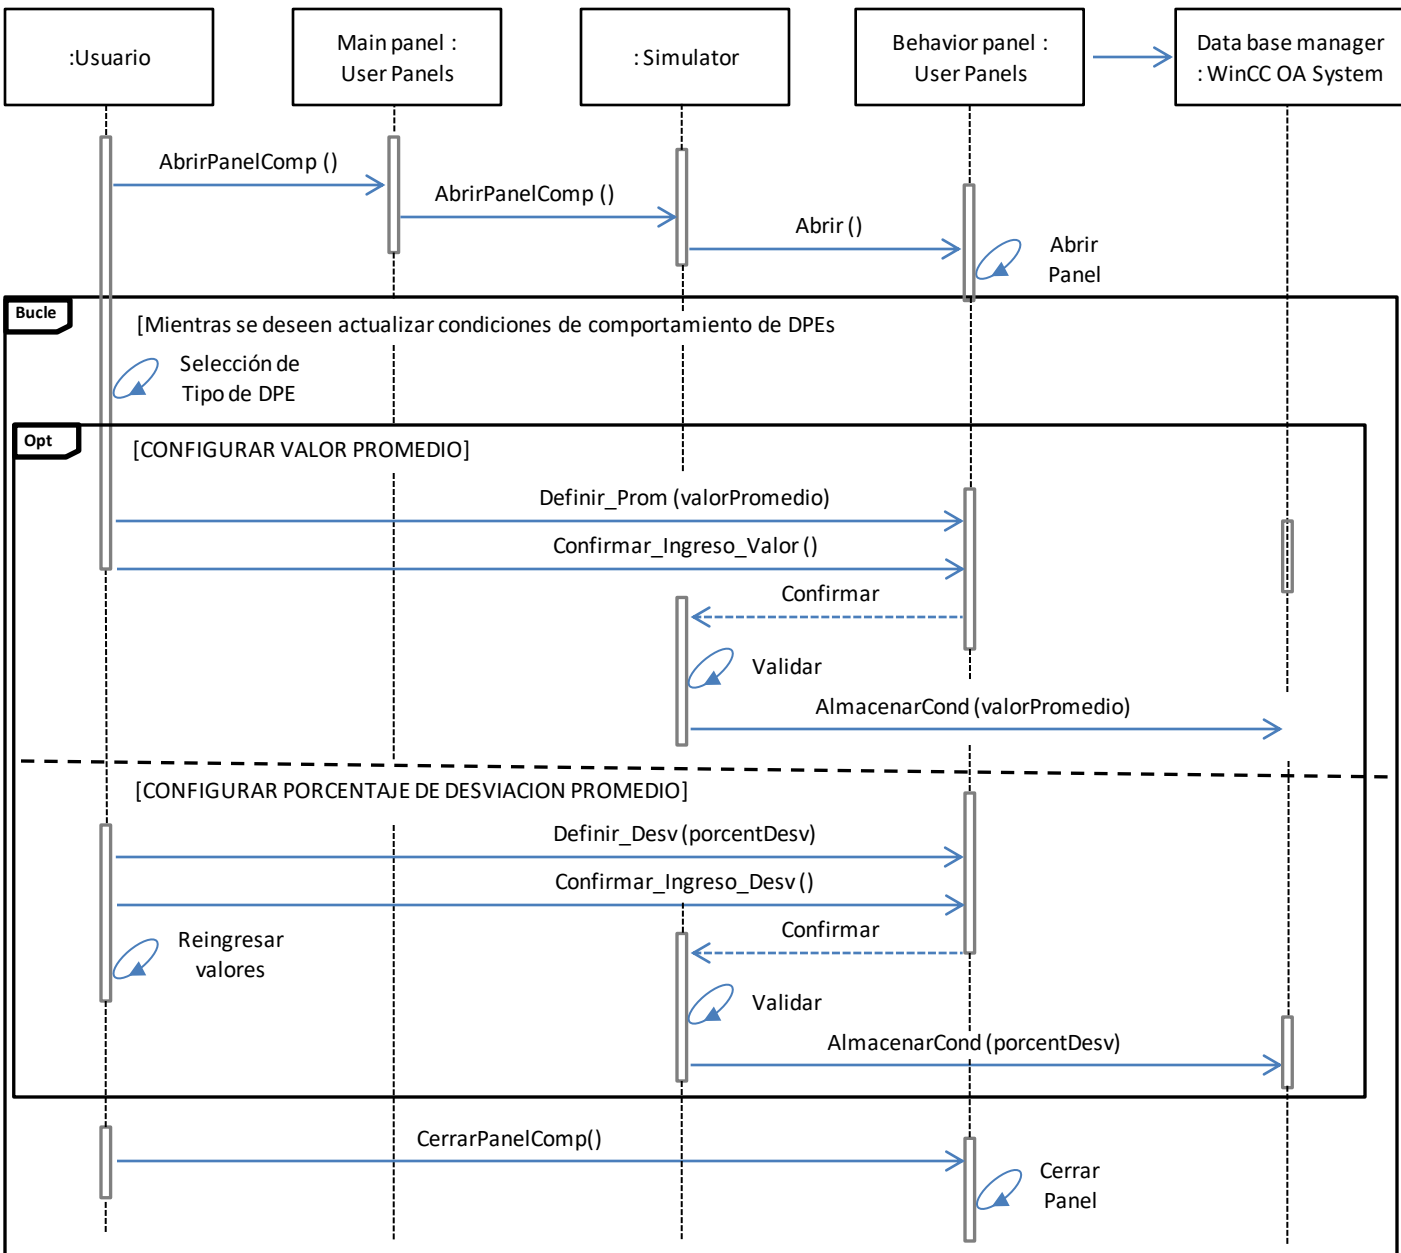 :Usuario
Main panel :
User Panels
: Simulator
Behavior panel :
User Panels
Data base manager
: WinCC OA System
AbrirPanelComp ()
AbrirPanelComp ()
Abrir ()
Abrir
Panel
Bucle
[Mientras se deseen actualizar condiciones de comportamiento de DPEs
Selección de
Tipo de DPE
Opt
[CONFIGURAR VALOR PROMEDIO]
Definir_Prom (valorPromedio)
Confirmar_Ingreso_Valor ()
Confirmar
Validar
AlmacenarCond (valorPromedio)
[CONFIGURAR PORCENTAJE DE DESVIACION PROMEDIO]
Definir_Desv (porcentDesv)
Confirmar_Ingreso_Desv ()
Confirmar
Reingresar
valores
Validar
AlmacenarCond (porcentDesv)
CerrarPanelComp()
Cerrar
Panel